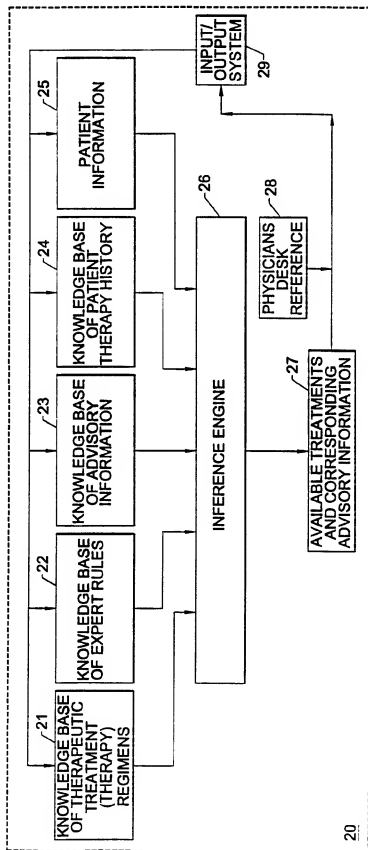 21
KNOWLEDGE BASE
OF THERAPEUTIC
TREATMENT
(THERAPY)
REGIMENS
22
KNOWLEDGE BASE
OF EXPERT RULES
23
KNOWLEDGE BASE
OF ADVISORY
INFORMATION
24
KNOWLEDGE BASE
OF PATIENT
THERAPY HISTORY
25
PATIENT
INFORMATION
26
INFERENCE ENGINE
27
AVAILABLE TREATMENTS
AND CORRESPONDING
ADVISORY INFORMATION
28
PHYSICIANS
DESK
REFERENCE
INPUT/
OUTPUT
SYSTEM
29
20